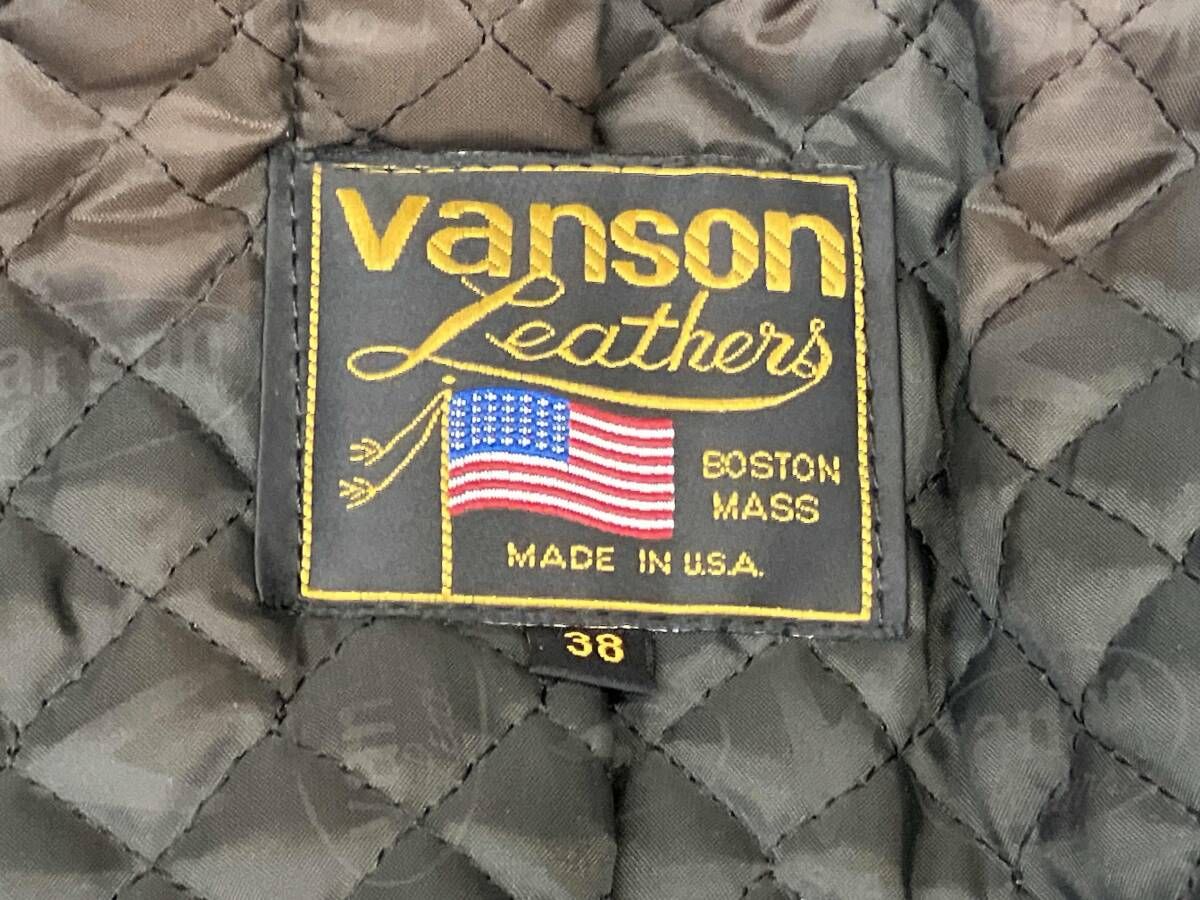 vanson
Leathers
BOSTON
MASS
MADE IN U.S.A.
38